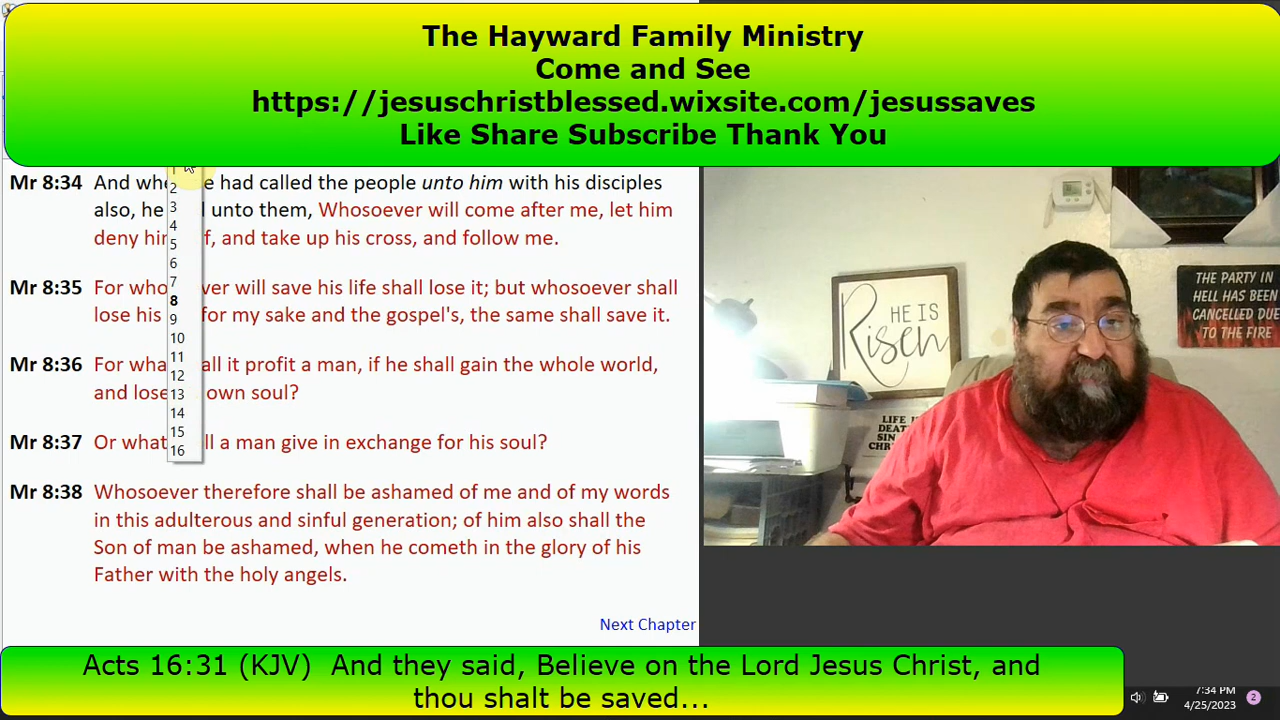 The Hayward Family Ministry
Come and See
https://jesuschristblessed.wixsite.com/jesussaves
Like Share Subscribe Thank You
Mr 8:34 And had called the people unto him with his disciples
also, he unto them, Whosoever will come after me, let him
deny , and take up his cross, and follow me.
Mr 8:35 For will save his life shall lose it; but whosoever shall
lose his for my sake and the gospel's, the same shall save it.
Mr 8:36 For it profit a man, if he shall gain the whole world,
and lose own soul?
Mr 8:37 Or what a man give in exchange for his soul?
Mr 8:38 Whosoever therefore shall be ashamed of me and of my words
in this adulterous and sinful generation; of him also shall the
Son of man be ashamed, when he cometh in the glory of his
Father with the holy angels.
Next Chapter
1
2
3
4
5
6
7
8
9
10
11
12
13
14
15
16
HE IS
Risen
THE PARTY IN
HELL HAS BEEN
CANCELLED DUE
TO THE FIRE
LIFE
DEATH
SIN
CHR
Acts 16:31 (KJV) And they said, Believe on the Lord Jesus Christ, and
thou shalt be saved...
7:34 PM
4/25/2023
2